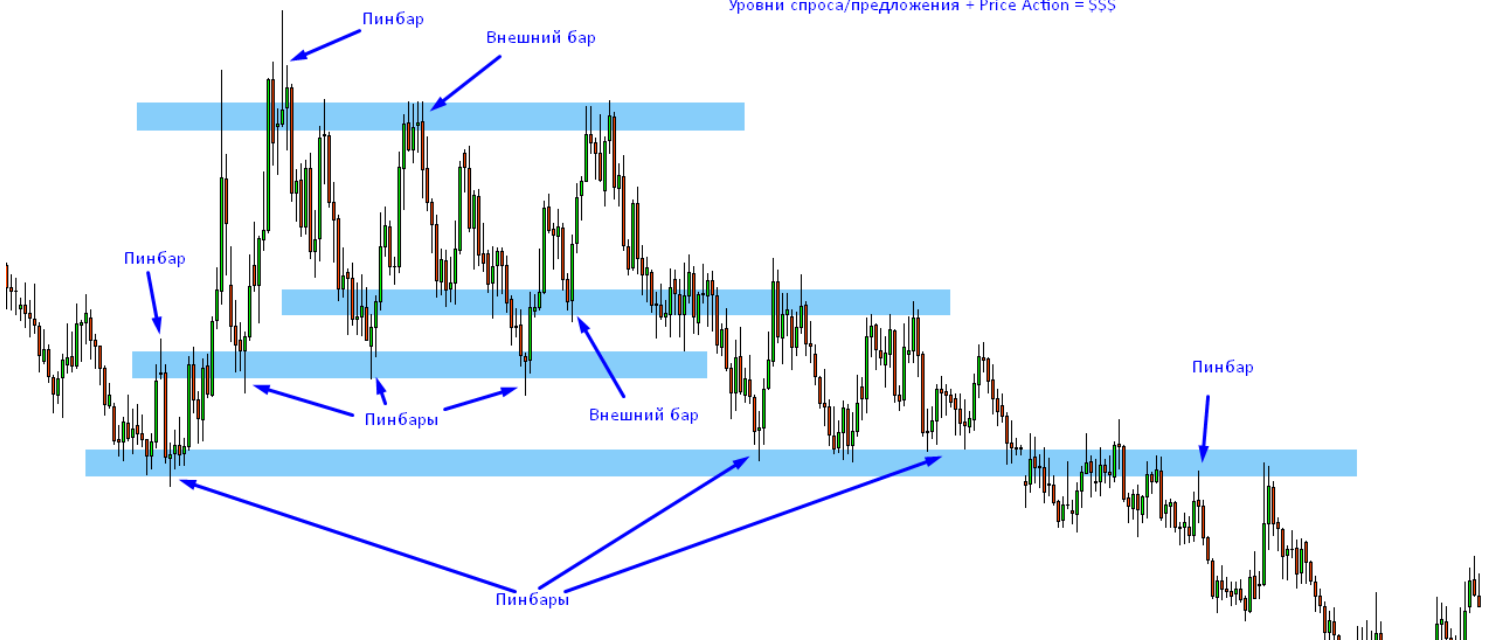 Уровни спроса/предложения + Price Action = $$$
Пинбар
Внешний бар
Пинбар
Пинбар
Пинбары
Внешний бар
Пинбары